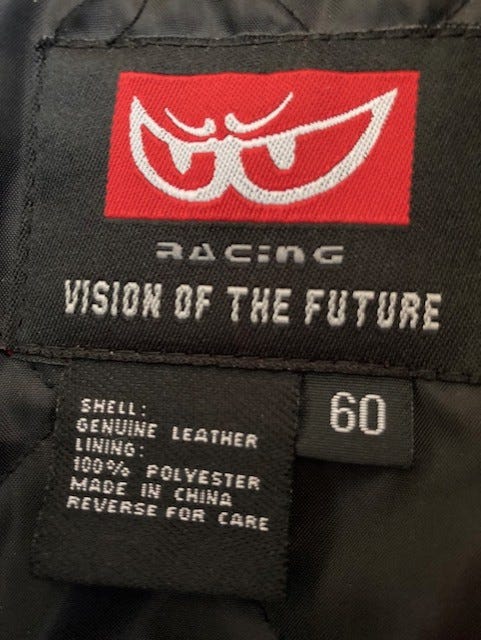 RACING
VISION OF THE FUTURE
60
SHELL:
GENUINE LEATHER
LINING:
100% POLYESTER
MADE IN CHINA
REVERSE FOR CARE